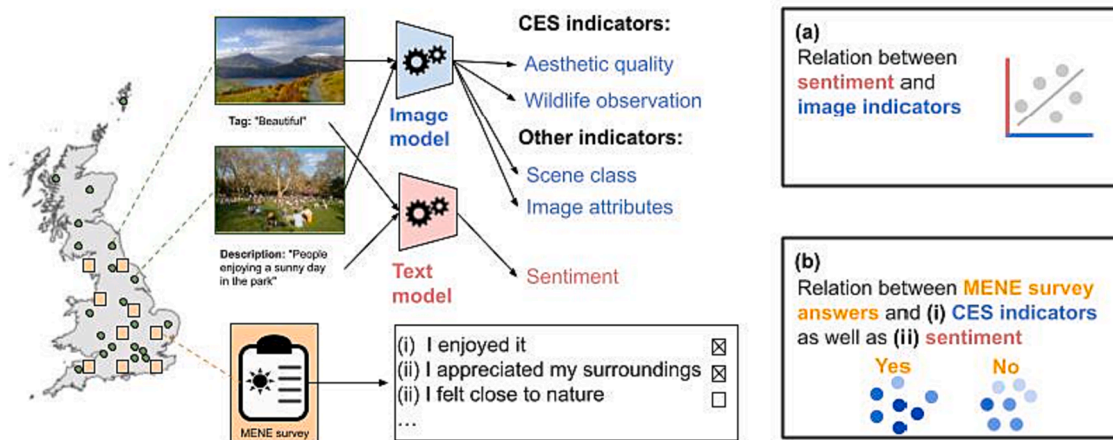 CES indicators:
Aesthetic quality
Wildlife observation
Other indicators:
Scene class
Image attributes
Tag: "Beautiful"
Image
model
Description: "People
enjoying a sunny day
in the park"
Text
model
Sentiment
MENE survey
(i) I enjoyed it
(ii) I appreciated my surroundings
(ii) I felt close to nature
...
(a)
Relation between
sentiment and
image indicators
(b)
Relation between MENE survey
answers and (i) CES indicators
as well as (ii) sentiment
Yes
No